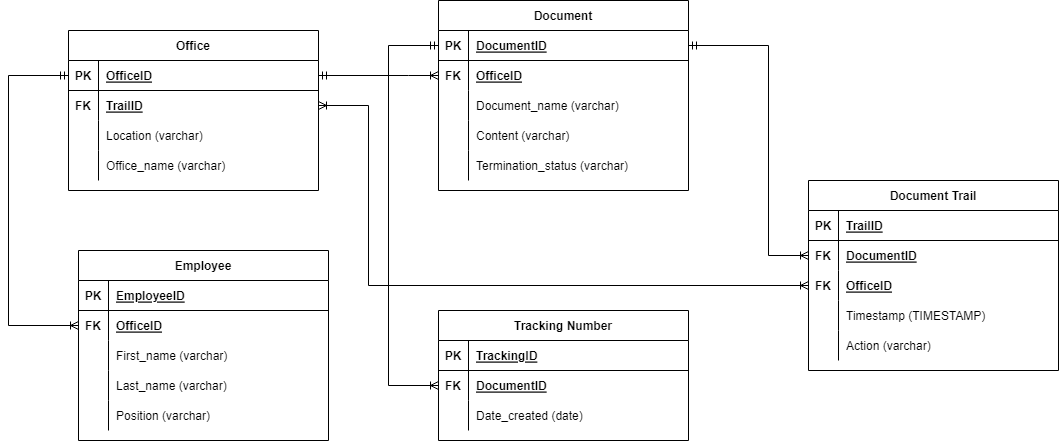 Office
PK OfficeID
FK TrailID
Location (varchar)
Office_name (varchar)
Document
PK DocumentID
FK OfficeID
Document_name (varchar)
Content (varchar)
Termination_status (varchar)
Document Trail
PK TrailID
FK DocumentID
FK OfficeID
Timestamp (TIMESTAMP)
Action (varchar)
Employee
PK EmployeeID
FK OfficeID
First_name (varchar)
Last_name (varchar)
Position (varchar)
Tracking Number
PK TrackingID
FK DocumentID
Date_created (date)